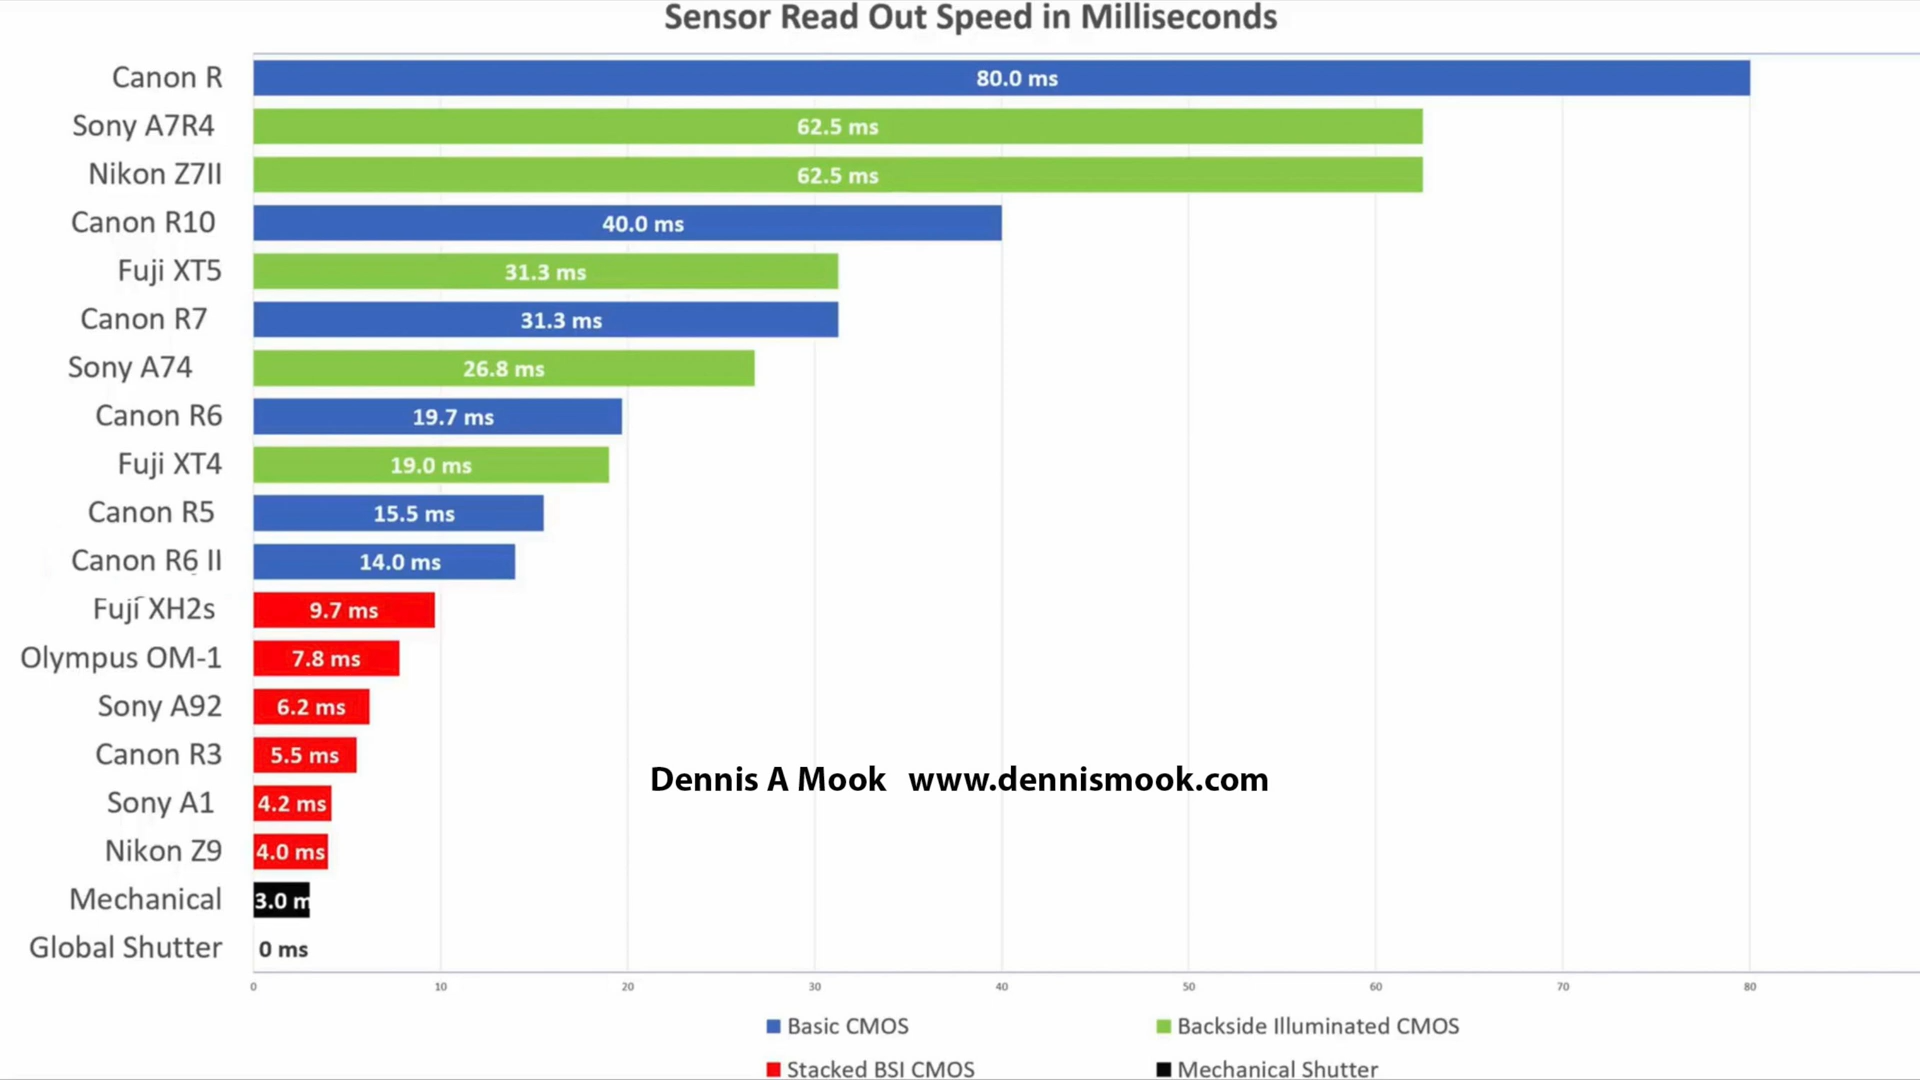 Sensor Read Out Speed in Milliseconds
Canon R 80.0 ms
Sony A7R4 62.5 ms
Nikon Z7II 62.5 ms
Canon R10 40.0 ms
Fuji XT5 31.3 ms
Canon R7 31.3 ms
Sony A74 26.8 ms
Canon R6 19.7 ms
Fuji XT4 19.0 ms
Canon R5 15.5 ms
Canon R6 II 14.0 ms
Fuji XH2s 9.7 ms
Olympus OM-1 7.8 ms
Sony A92 6.2 ms
Canon R3 5.5 ms
Dennis A Mook www.dennismook.com
Sony A1 4.2 ms
Nikon Z9 4.0 ms
Mechanical 3.0 m
Global Shutter 0 ms
0 10 20 30 40 50 60 70 80
Basic CMOS Backside Illuminated CMOS
Stacked BSI CMOS Mechanical Shutter